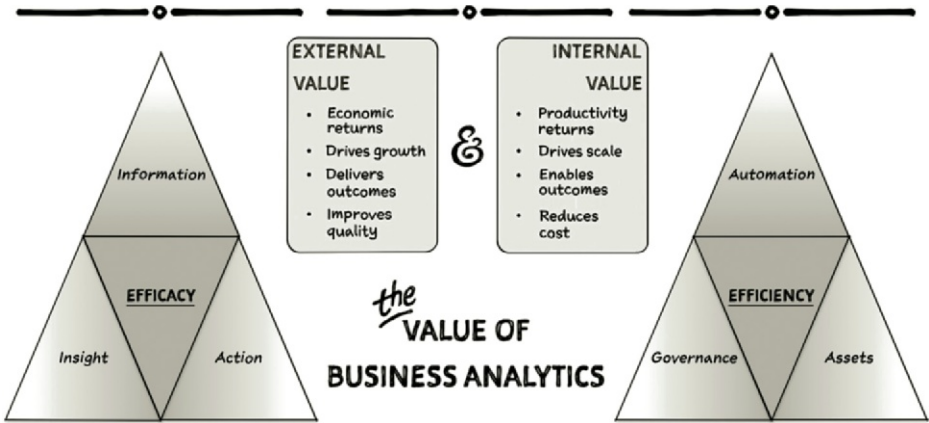 Information
EFFICACY
Insight
Action
EXTERNAL
VALUE
• Economic
returns
• Drives growth
• Delivers
outcomes
• Improves
quality
&
INTERNAL
VALUE
• Productivity
returns
• Drives scale
• Enables
outcomes
• Reduces
cost
the
VALUE OF
BUSINESS ANALYTICS
Automation
EFFICIENCY
Governance
Assets